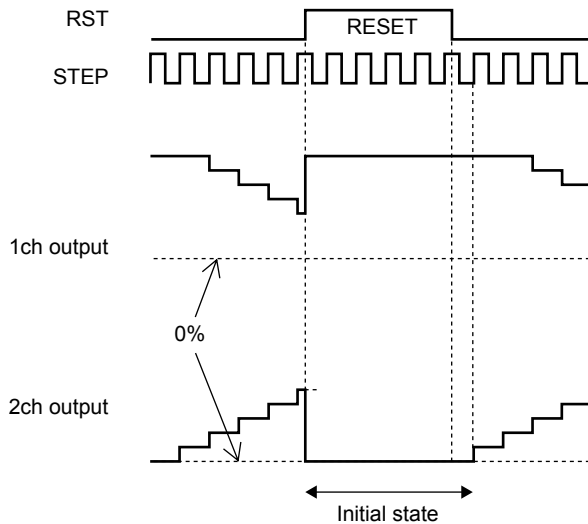 RST
RESET
STEP
1ch output
0%
2ch output
Initial state